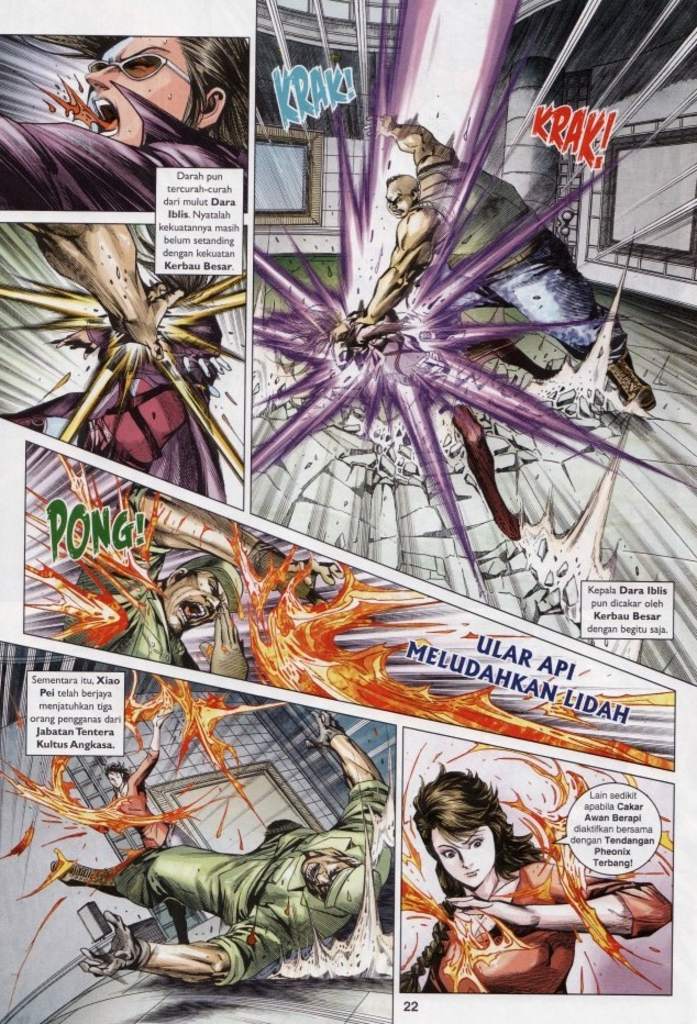 KRAK!
KRAK!
Darah pun
tercurah-curah
dari mulut Dara
Iblis. Nyatalah
kekuatannya masih
belum setanding
dengan kekuatan
Kerbau Besar.
Kepala Dara Iblis
pun dicakar oleh
Kerbau Besar
dengan begitu saja.
PONG!
ULAR API
MELUDAHKAN LIDAH
Sementara itu, Xiao
Pei telah berjaya
menjatuhkan tiga
orang pengganas dari
Jabatan Tentera
Kultus Angkasa.
Lain sedikit
apabila Cakar
Awan Berapi
diaktifkan bersama
dengan Tendangan
Pheonix
Terbang!
22